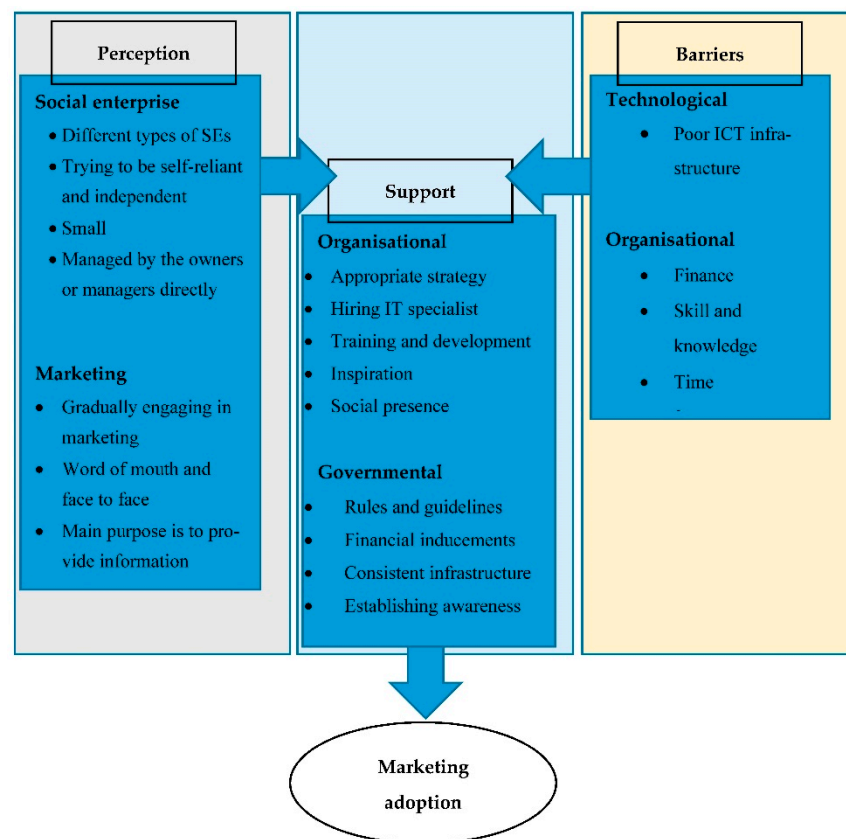 Perception
Social enterprise
• Different types of SEs
• Trying to be self-reliant
and independent
• Small
• Managed by the owners
or managers directly
Marketing
• Gradually engaging in
marketing
• Word of mouth and
face to face
• Main purpose is to pro-
vide information
Support
Organisational
• Appropriate strategy
• Hiring IT specialist
• Training and development
• Inspiration
• Social presence
Governmental
• Rules and guidelines
• Financial inducements
• Consistent infrastructure
• Establishing awareness
Barriers
Technological
• Poor ICT infra-
structure
Organisational
• Finance
• Skill and
knowledge
• Time
Marketing
adoption